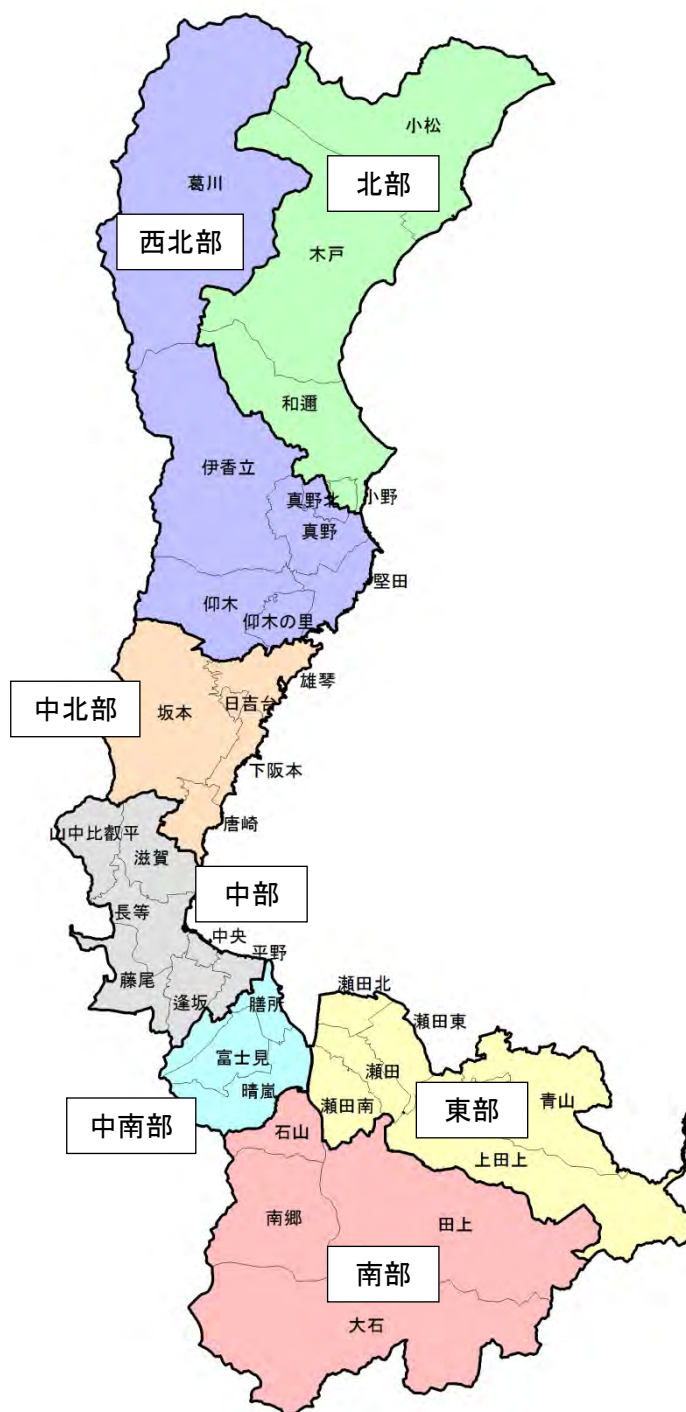 小松
葛川
北部
西北部
木戸
和邇
伊香立
真野北
小野
真野
堅田
仰木
仰木の里
雄琴
日吉台
中北部
坂本
下阪本
唐崎
山中比叡平
滋賀
中部
長等
中央
平野
藤尾
逢坂
膳所
瀬田北
瀬田東
富士見
瀬田
晴嵐
瀬田南
青山
東部
中南部
石山
上田上
南郷
田上
南部
大石